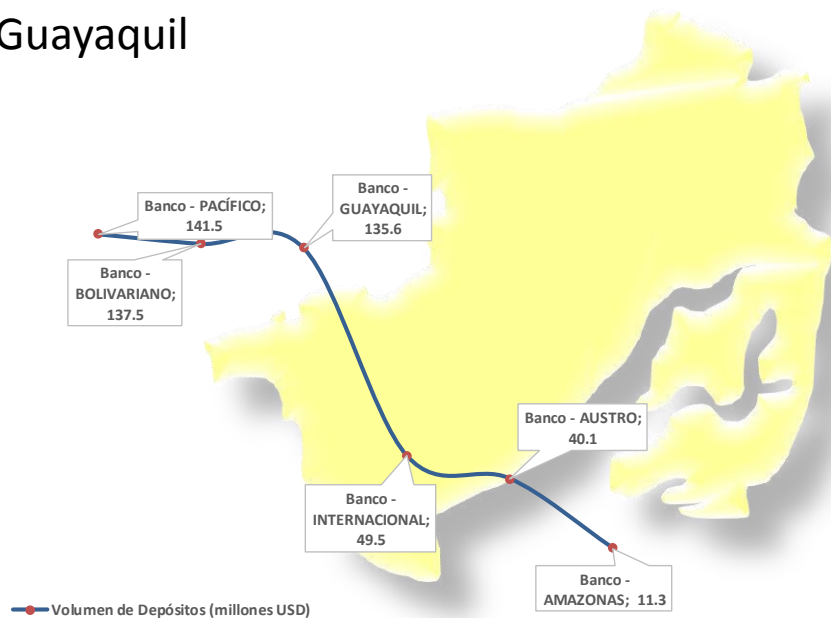 Guayaquil
Banco - PACÍFICO;
141.5
Banco -
GUAYAQUIL;
135.6
Banco -
BOLIVARIANO;
137.5
Banco - AUSTRO;
40.1
Banco -
INTERNACIONAL;
49.5
Banco -
AMAZONAS; 11.3
Volumen de Depósitos (millones USD)